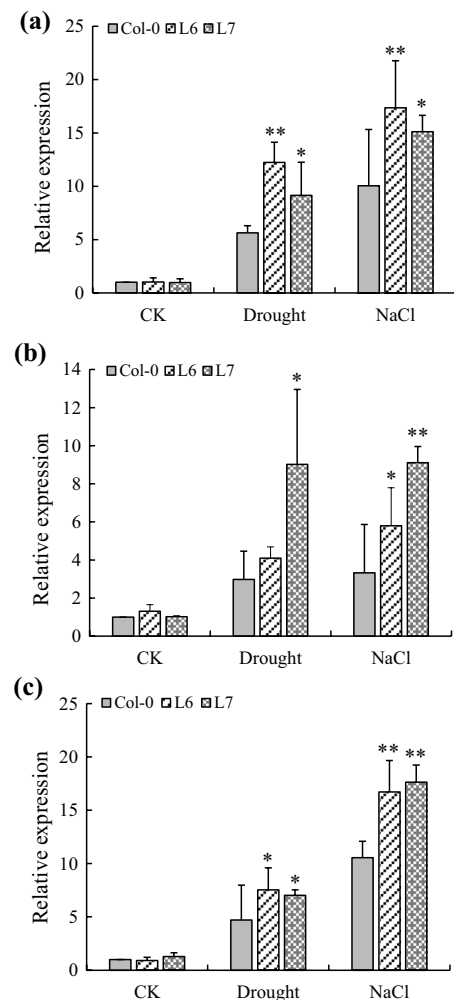 (a)
Col-0 L6 L7
25
20
15
10
5
0
Relative expression
** * ** *
CK Drought NaCl
(b)
Col-0 L6 L7
14
12
10
8
6
4
2
0
Relative expression
* * **
CK Drought NaCl
(c)
Col-0 L6 L7
25
20
15
10
5
0
Relative expression
* * ** **
CK Drought NaCl